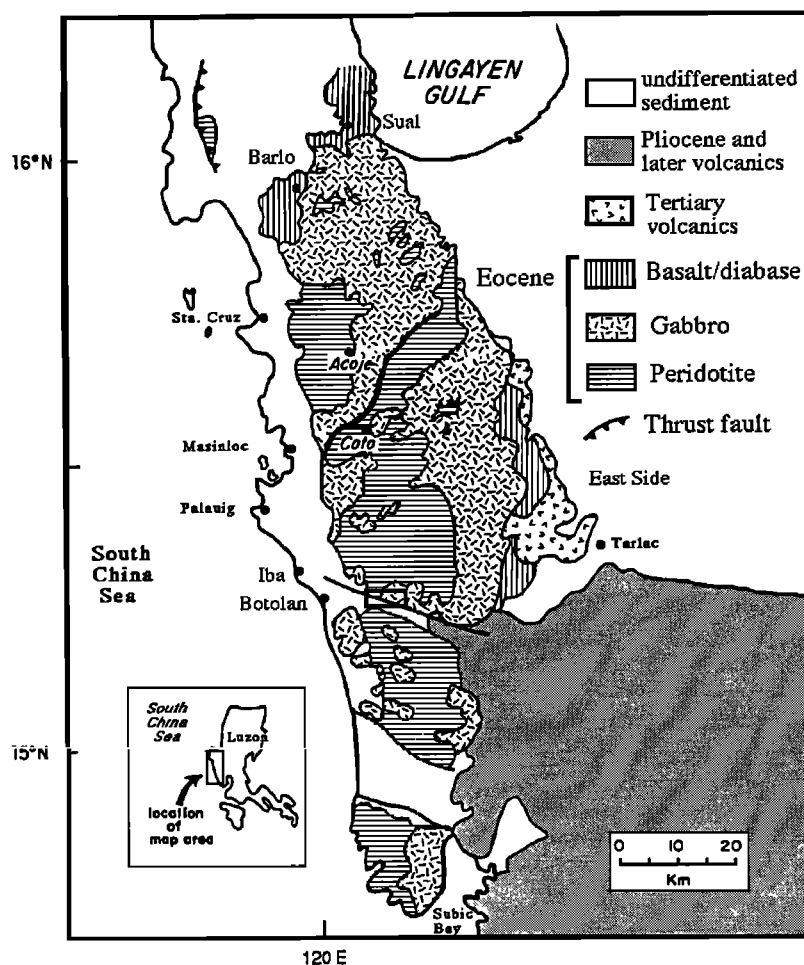 LINGAYEN
GULF
undifferentiated
sediment
Pliocene and
later volcanics
Tertiary
volcanics
Eocene
Basalt/diabase
Gabbro
Peridotite
Thrust fault
Sual
16°N
Barlo
Sta. Cruz
Acoje
Coto
Masinloc
Palauig
East Side
Tarlac
South
China
Sea
Iba
Botolan
South
China
Sea
Luzon
location
of
map area
15°N
0 10 20
Km
Subic
Bay
120 E